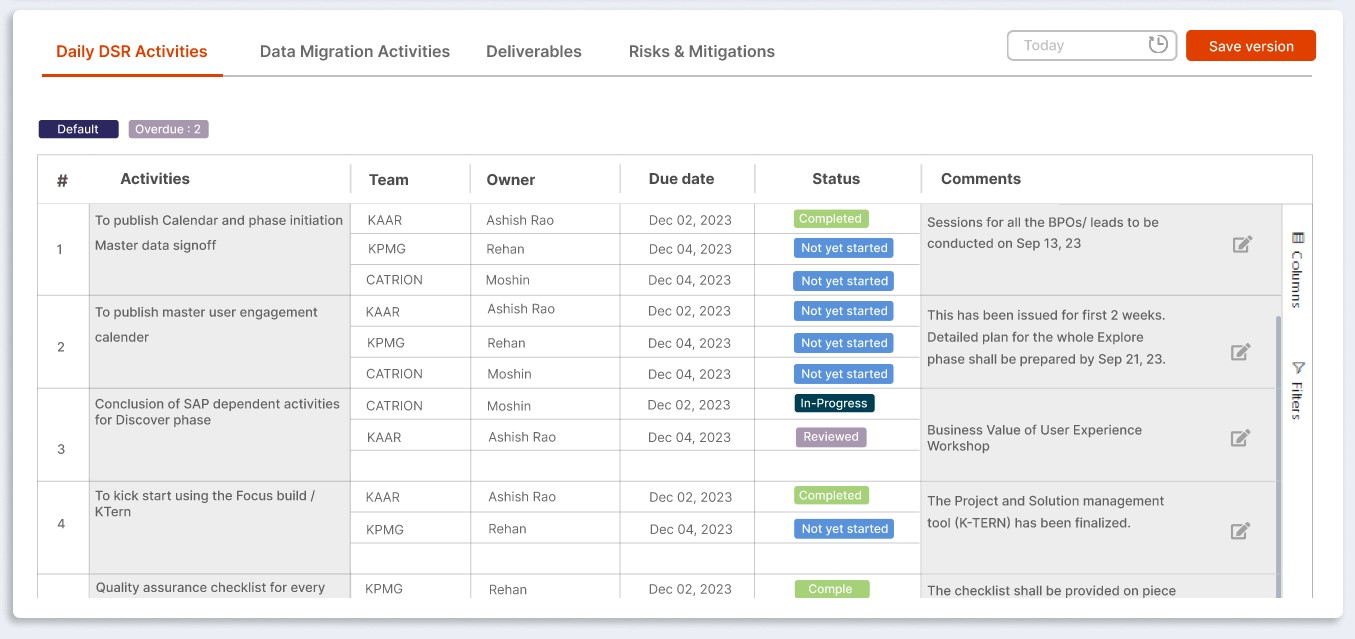 Daily DSR Activities Data Migration Activities Deliverables Risks & Mitigations Today Save version
Default Overdue : 2
# Activities Team Owner Due date Status Comments
To publish Calendar and phase initiation KAAR Ashish Rao Dec 02, 2023 Completed Sessions for all the BPOs/ leads to be
1 Master data signoff KPMG Rehan Dec 04, 2023 Not yet started conducted on Sep 13, 23
CATRION Moshin Dec 02, 2023 Not yet started
Columns
To publish master user engagement KAAR Ashish Rao Dec 02, 2023 Not yet started This has been issued for first 2 weeks.
2 calender KPMG Rehan Dec 04, 2023 Not yet started Detailed plan for the whole Explore
CATRION Moshin Dec 04, 2023 Not yet started phase shall be prepared by Sep 21, 23.
Filters
Conclusion of SAP dependent activities CATRION Moshin Dec 02, 2023 In-Progress
for Discover phase
3 KAAR Ashish Rao Dec 04, 2023 Reviewed Business Value of User Experience
Workshop
To kick start using the Focus build / KAAR Ashish Rao Dec 02, 2023 Completed The Project and Solution management
KTern
4 KPMG Rehan Dec 04, 2023 Not yet started tool (K-TERN) has been finalized.
Quality assurance checklist for every KPMG Rehan Dec 02, 2023 Comple The checklist shall be provided on piece